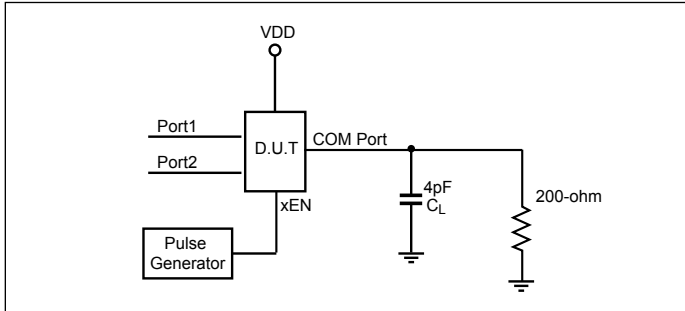 VDD
Port1
Port2
D.U.T
COM Port
xEN
4pF
CL
200-ohm
Pulse
Generator